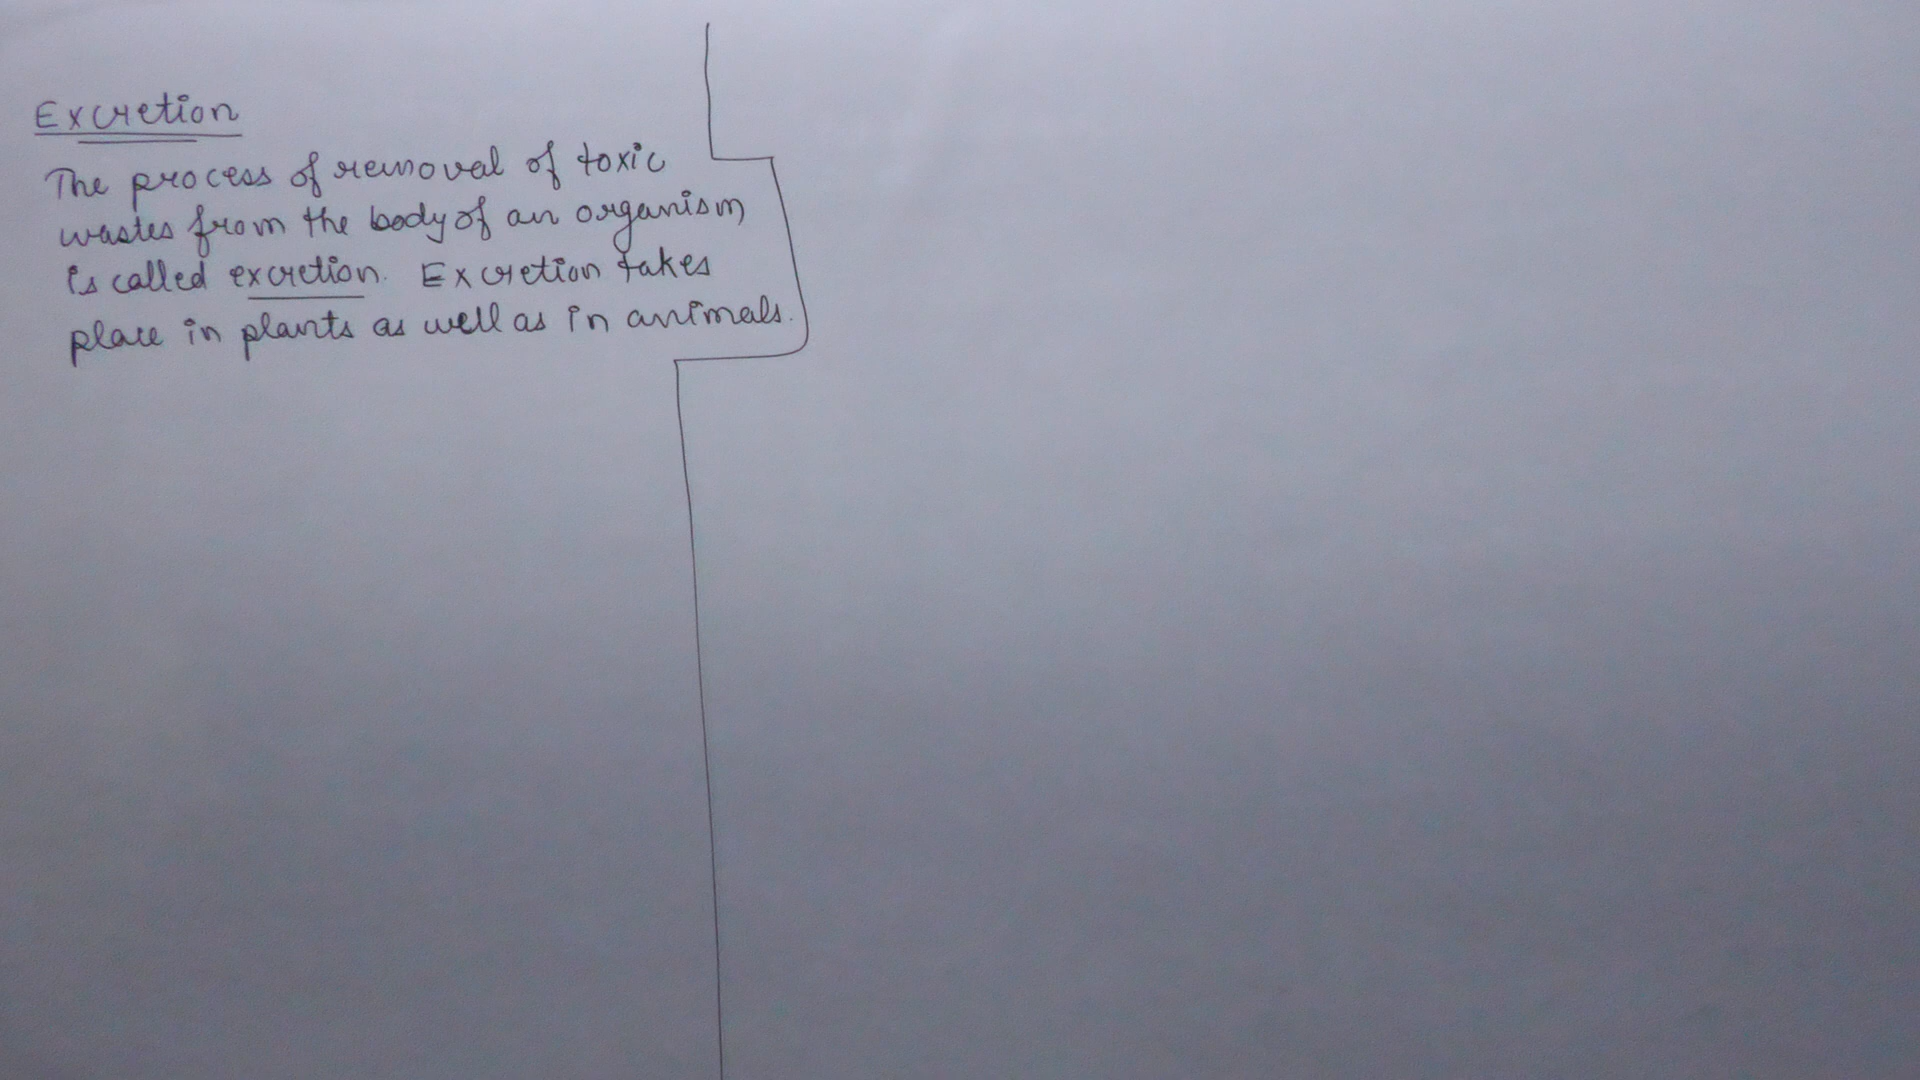 Excretion
The process of removal of toxic
wastes from the body of an organism
is called excretion. Excretion takes
place in plants as well as in animals.